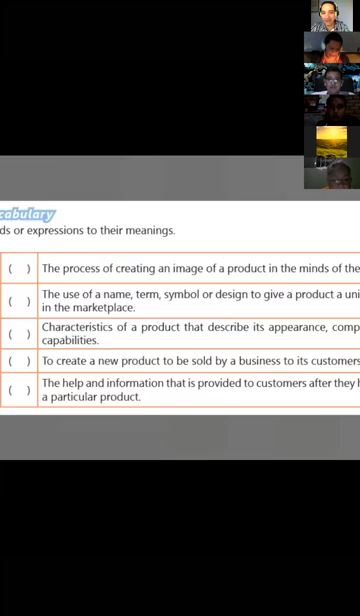 cabulary
ds or expressions to their meanings.
( ) The process of creating an image of a product in the minds of the
( ) The use of a name, term, symbol or design to give a product a uni
in the marketplace.
( ) Characteristics of a product that describe its appearance, comp
capabilities.
( ) To create a new product to be sold by a business to its customers
( ) The help and information that is provided to customers after they h
a particular product.